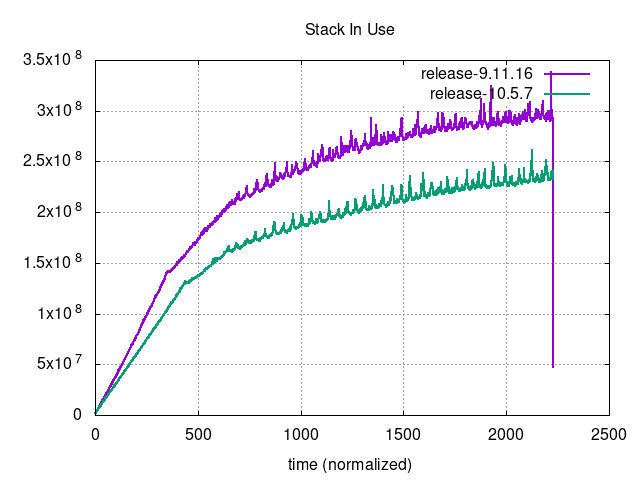 Stack In Use
3.5x10^8
3x10^8
2.5x10^8
2x10^8
1.5x10^8
1x10^8
5x10^7
0
release-9.11.16
release-10.5.7
0 500 1000 1500 2000 2500
time (normalized)